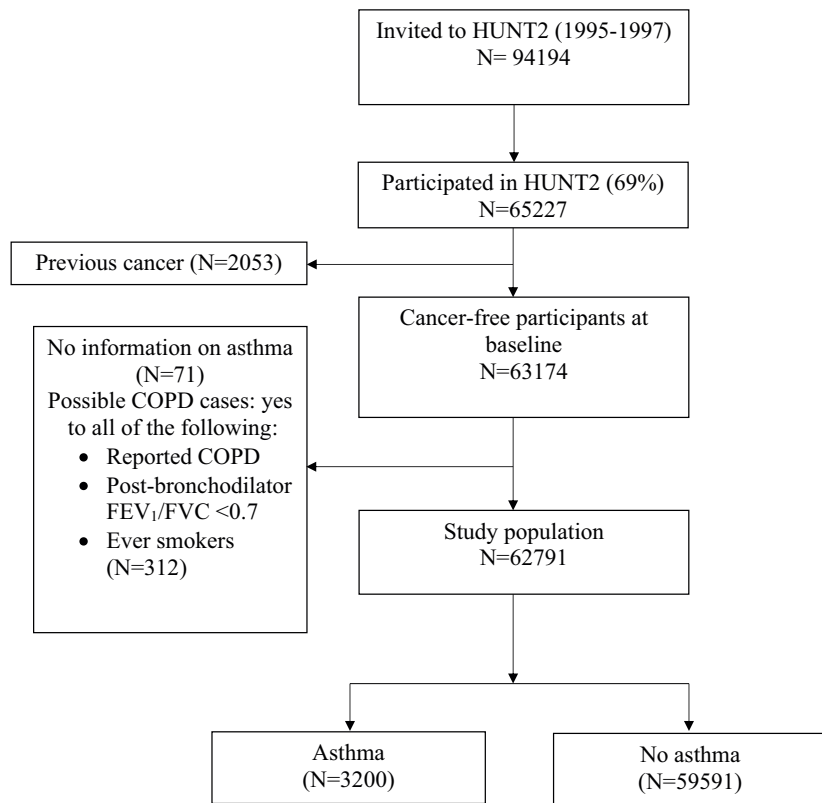 Invited to HUNT2 (1995-1997)
N= 94194
Participated in HUNT2 (69%)
N=65227
Previous cancer (N=2053)
Cancer-free participants at
baseline
N=63174
No information on asthma
(N=71)
Possible COPD cases: yes
to all of the following:
• Reported COPD
• Post-bronchodilator
FEV₁/FVC <0.7
• Ever smokers
(N=312)
Study population
N=62791
Asthma
(N=3200)
No asthma
(N=59591)